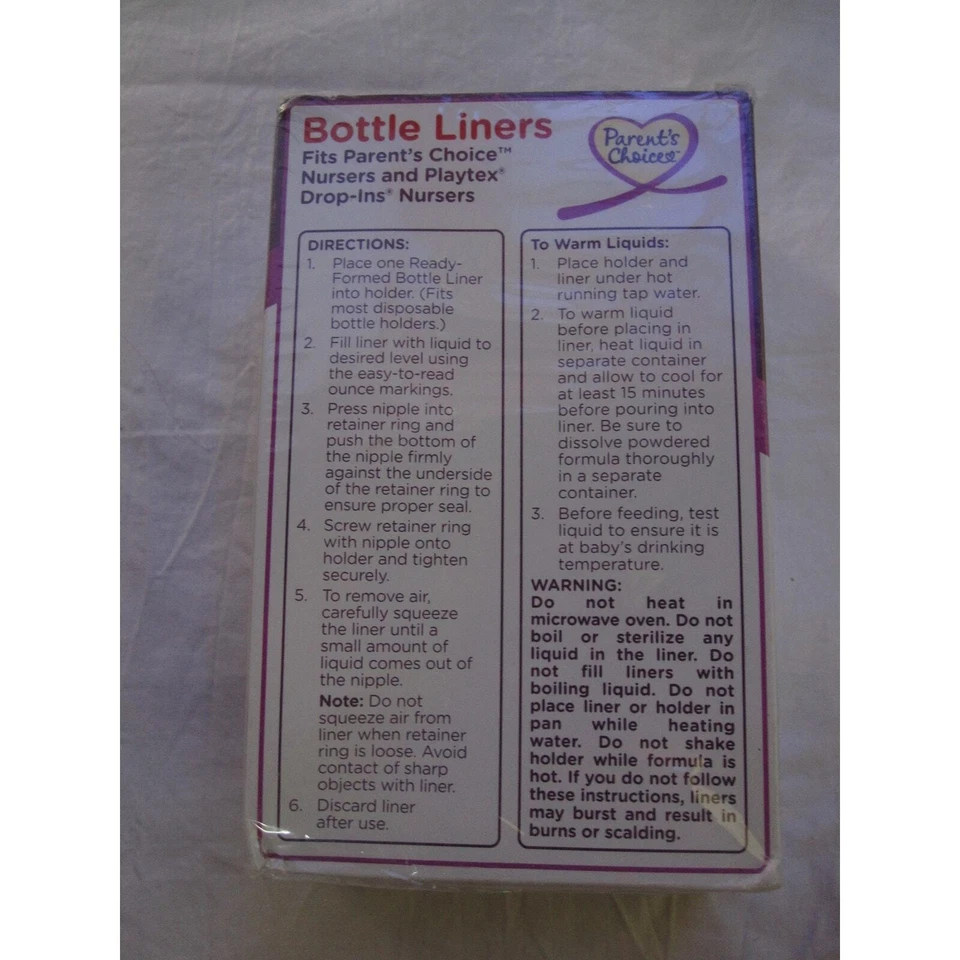 Bottle Liners
Fits Parent's Choice™
Nursers and Playtex®
Drop-Ins® Nursers
Parent's
Choice™
DIRECTIONS:
1. Place one Ready-
Formed Bottle Liner
into holder. (Fits
most disposable
bottle holders.)
2. Fill liner with liquid to
desired level using
the easy-to-read
ounce markings.
3. Press nipple into
retainer ring and
push the bottom of
the nipple firmly
against the underside
of the retainer ring to
ensure proper seal.
4. Screw retainer ring
with nipple onto
holder and tighten
securely.
5. To remove air,
carefully squeeze
the liner until a
small amount of
liquid comes out of
the nipple.
Note: Do not
squeeze air from
liner when retainer
ring is loose. Avoid
contact of sharp
objects with liner.
6. Discard liner
after use.
To Warm Liquids:
1. Place holder and
liner under hot
running tap water.
2. To warm liquid
before placing in
liner, heat liquid in
separate container
and allow to cool for
at least 15 minutes
before pouring into
liner. Be sure to
dissolve powdered
formula thoroughly
in a separate
container.
3. Before feeding, test
liquid to ensure it is
at baby's drinking
temperature.
WARNING:
Do not heat in
microwave oven. Do not
boil or sterilize any
liquid in the liner. Do
not fill liners with
boiling liquid. Do not
place liner or holder in
pan while heating
water. Do not shake
holder while formula is
hot. If you do not follow
these instructions, liners
may burst and result in
burns or scalding.